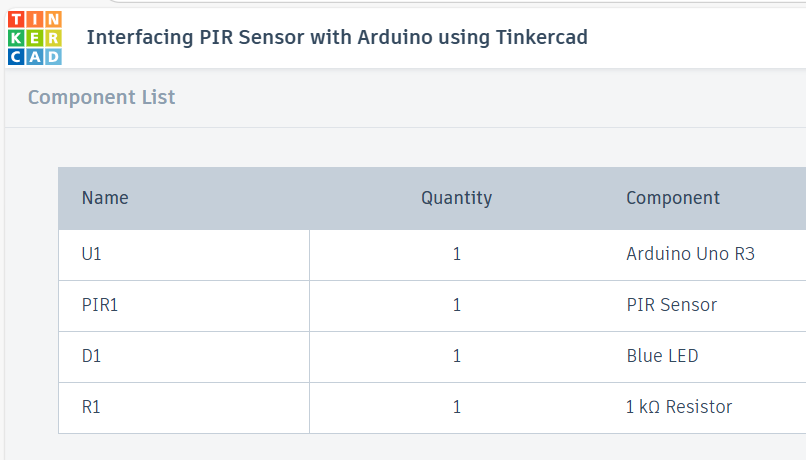 TIN
KER
CAD
Interfacing PIR Sensor with Arduino using Tinkercad
Component List
Name Quantity Component
U1 1 Arduino Uno R3
PIR1 1 PIR Sensor
D1 1 Blue LED
R1 1 1 kΩ Resistor